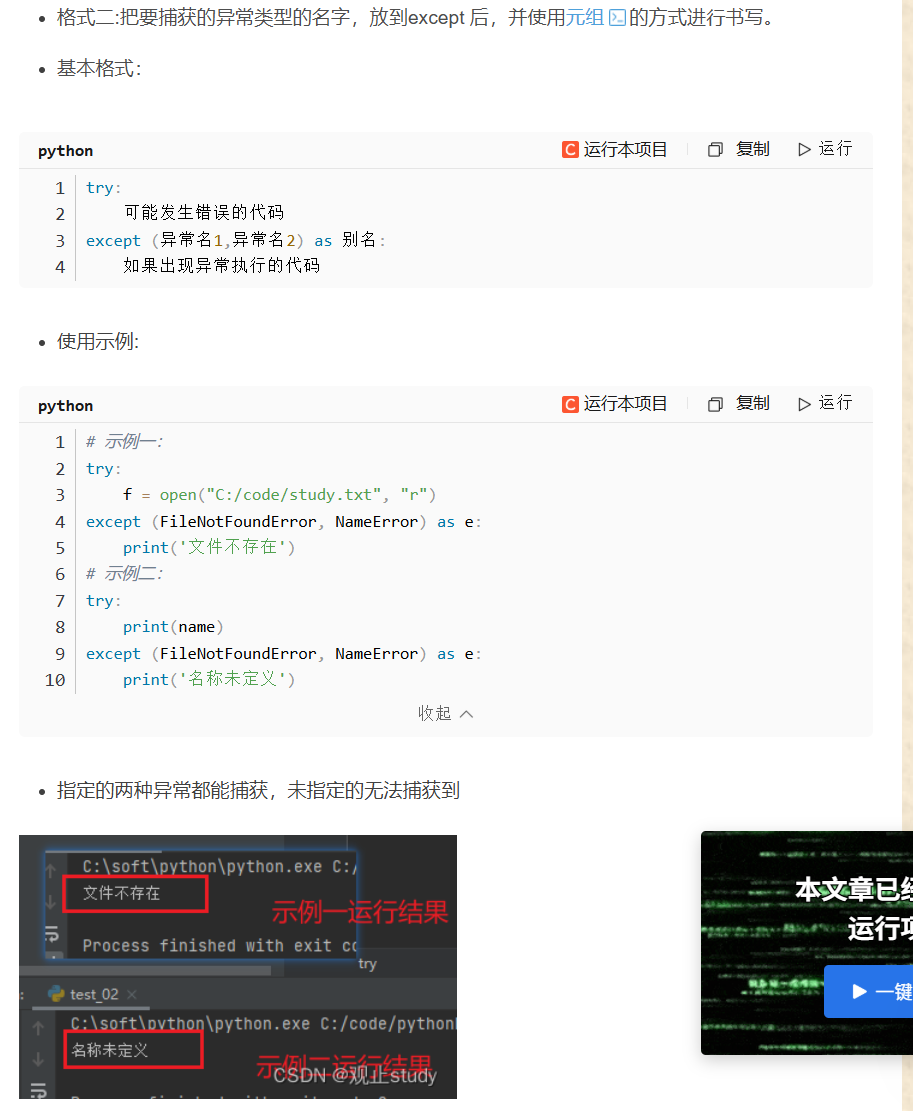 格式二:把要捕获的异常类型的名字，放到except 后，并使用元组的方式进行书写。
基本格式：
python
运行本项目
复制
运行
1 try:
2 可能发生错误的代码
3 except (异常名1,异常名2) as 别名:
4 如果出现异常执行的代码
使用示例:
python
运行本项目
复制
运行
1 # 示例一：
2 try:
3 f = open("C:/code/study.txt", "r")
4 except (FileNotFoundError, NameError) as e:
5 print('文件不存在')
6 # 示例二：
7 try:
8 print(name)
9 except (FileNotFoundError, NameError) as e:
10 print('名称未定义')
收起
指定的两种异常都能捕获，未指定的无法捕获到
C:\soft\python\python.exe C:/
文件不存在
示例一运行结果
Process finished with exit co
try
test_02
C:\soft\python\python.exe C:/code/python
名称未定义
示例二运行结果
CSDN @观止study
本文章已经
运行项
一键